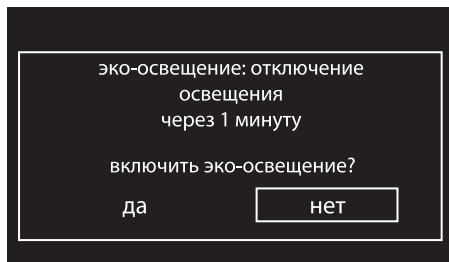 эко-освещение: отключение
освещения
через 1 минуту
включить эко-освещение?
да
нет